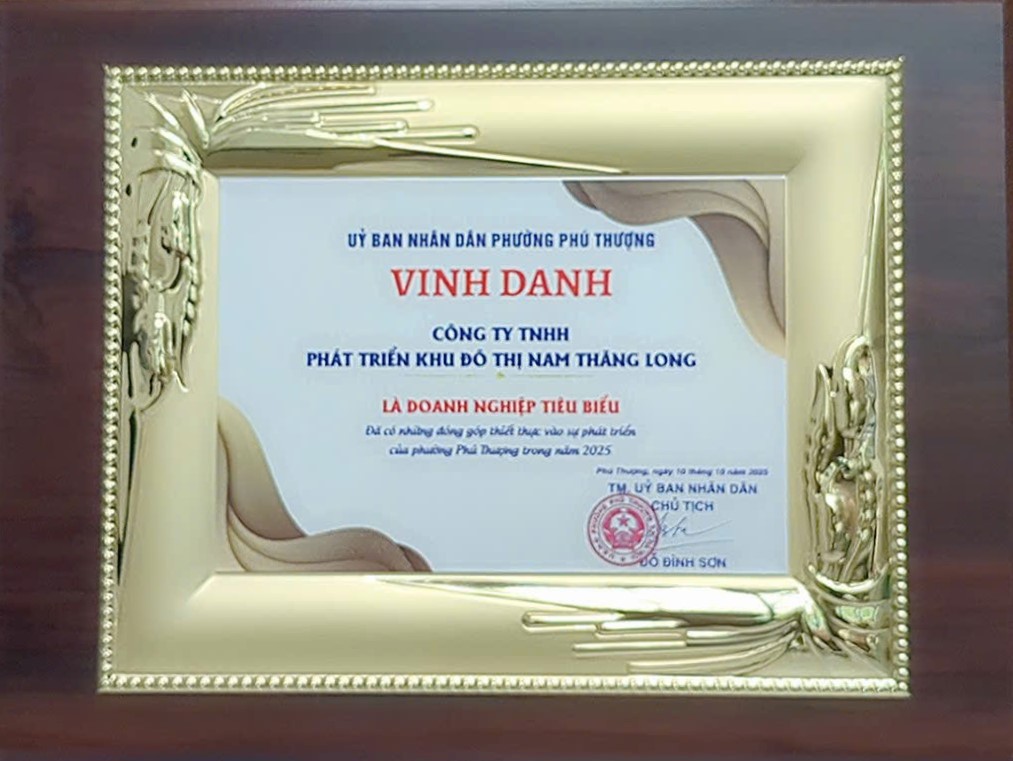 UỶ BAN NHÂN DÂN PHƯỜNG PHÚ THƯỢNG
VINH DANH
CÔNG TY TNHH
PHÁT TRIỂN KHU ĐÔ THỊ NAM THĂNG LONG
LÀ DOANH NGHIỆP TIÊU BIỂU
Đã có những đóng góp thiết thực vào sự phát triển
của phường Phú Thượng trong năm 2025
Phú Thượng, ngày 10 tháng 10 năm 2025
TM. UỶ BAN NHÂN DÂN
CHỦ TỊCH
ĐỖ ĐÌNH SƠN